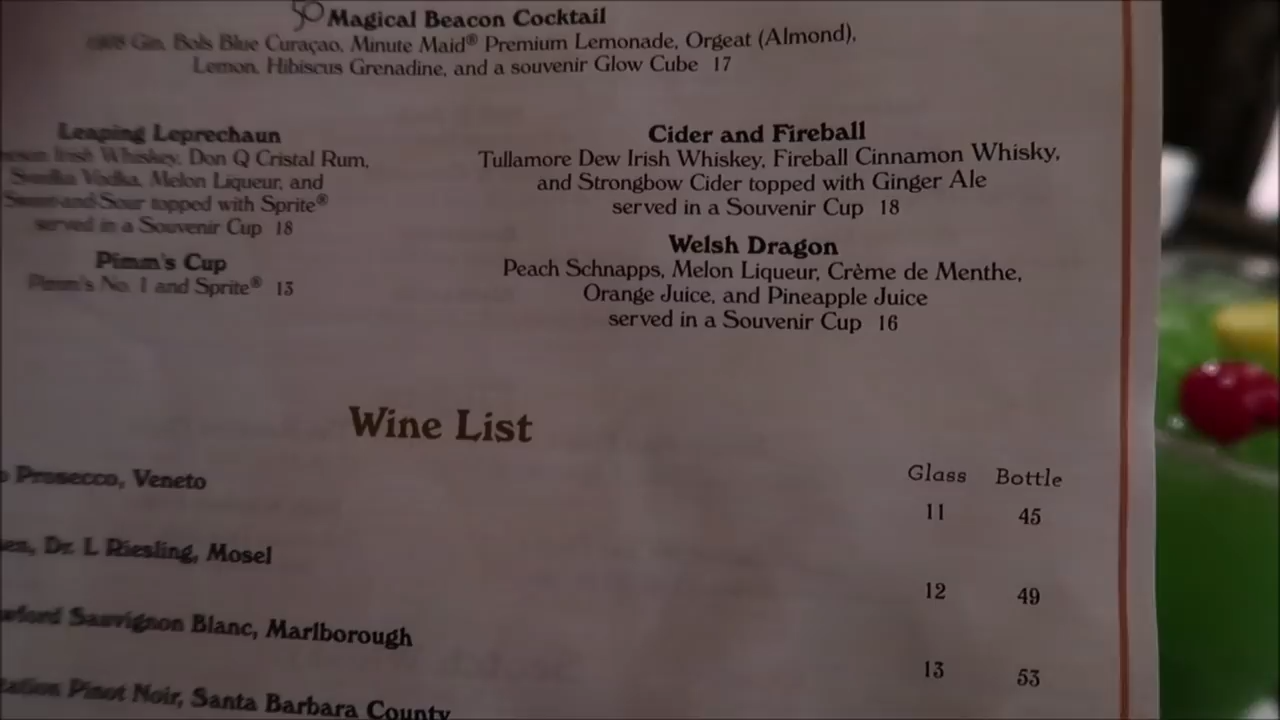 50
Magical Beacon Cocktail
Gin, Bols Blue Curaçao, Minute Maid® Premium Lemonade, Orgeat (Almond),
Lemon, Hibiscus Grenadine, and a souvenir Glow Cube 17
Leaping Leprechaun
Irish Whiskey, Don Q Cristal Rum,
Vodka, Melon Liqueur, and
Sweet-and-Sour topped with Sprite®
served in a Souvenir Cup 18
Pimm's Cup
Pimm's No. 1 and Sprite® 13
Cider and Fireball
Tullamore Dew Irish Whiskey, Fireball Cinnamon Whisky,
and Strongbow Cider topped with Ginger Ale
served in a Souvenir Cup 18
Welsh Dragon
Peach Schnapps, Melon Liqueur, Crème de Menthe,
Orange Juice, and Pineapple Juice
served in a Souvenir Cup 16
Wine List
Glass Bottle
Prosecco, Veneto 11 45
Dr. L Riesling, Mosel 12 49
Sauvignon Blanc, Marlborough 13 53
Pinot Noir, Santa Barbara County